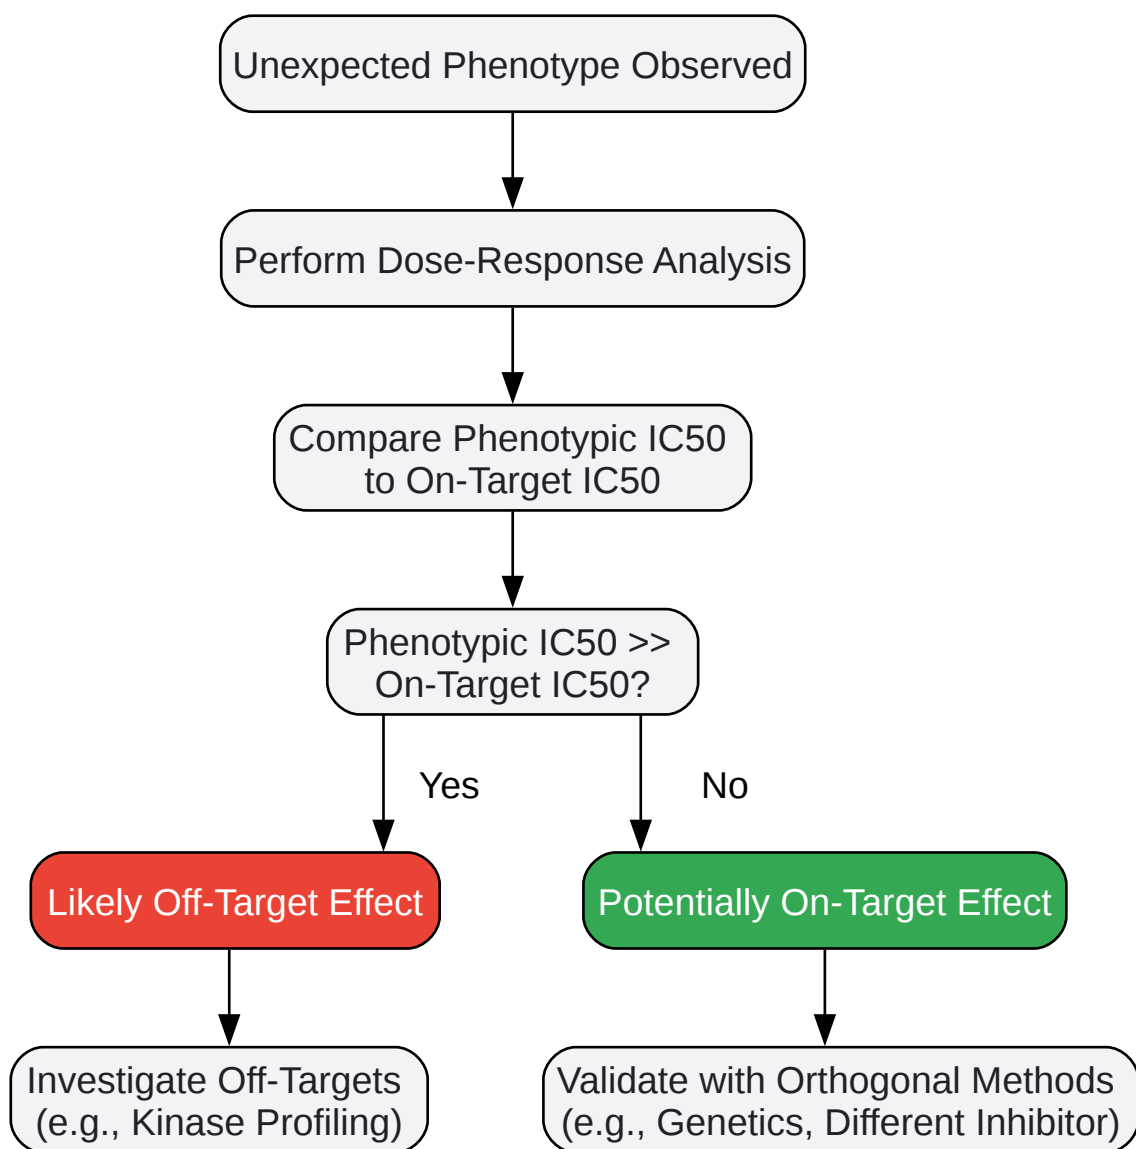 Unexpected Phenotype Observed
Perform Dose-Response Analysis
Compare Phenotypic IC50
to On-Target IC50
Phenotypic IC50 >>
On-Target IC50?
Yes
No
Likely Off-Target Effect
Potentially On-Target Effect
Investigate Off-Targets
(e.g., Kinase Profiling)
Validate with Orthogonal Methods
(e.g., Genetics, Different Inhibitor)